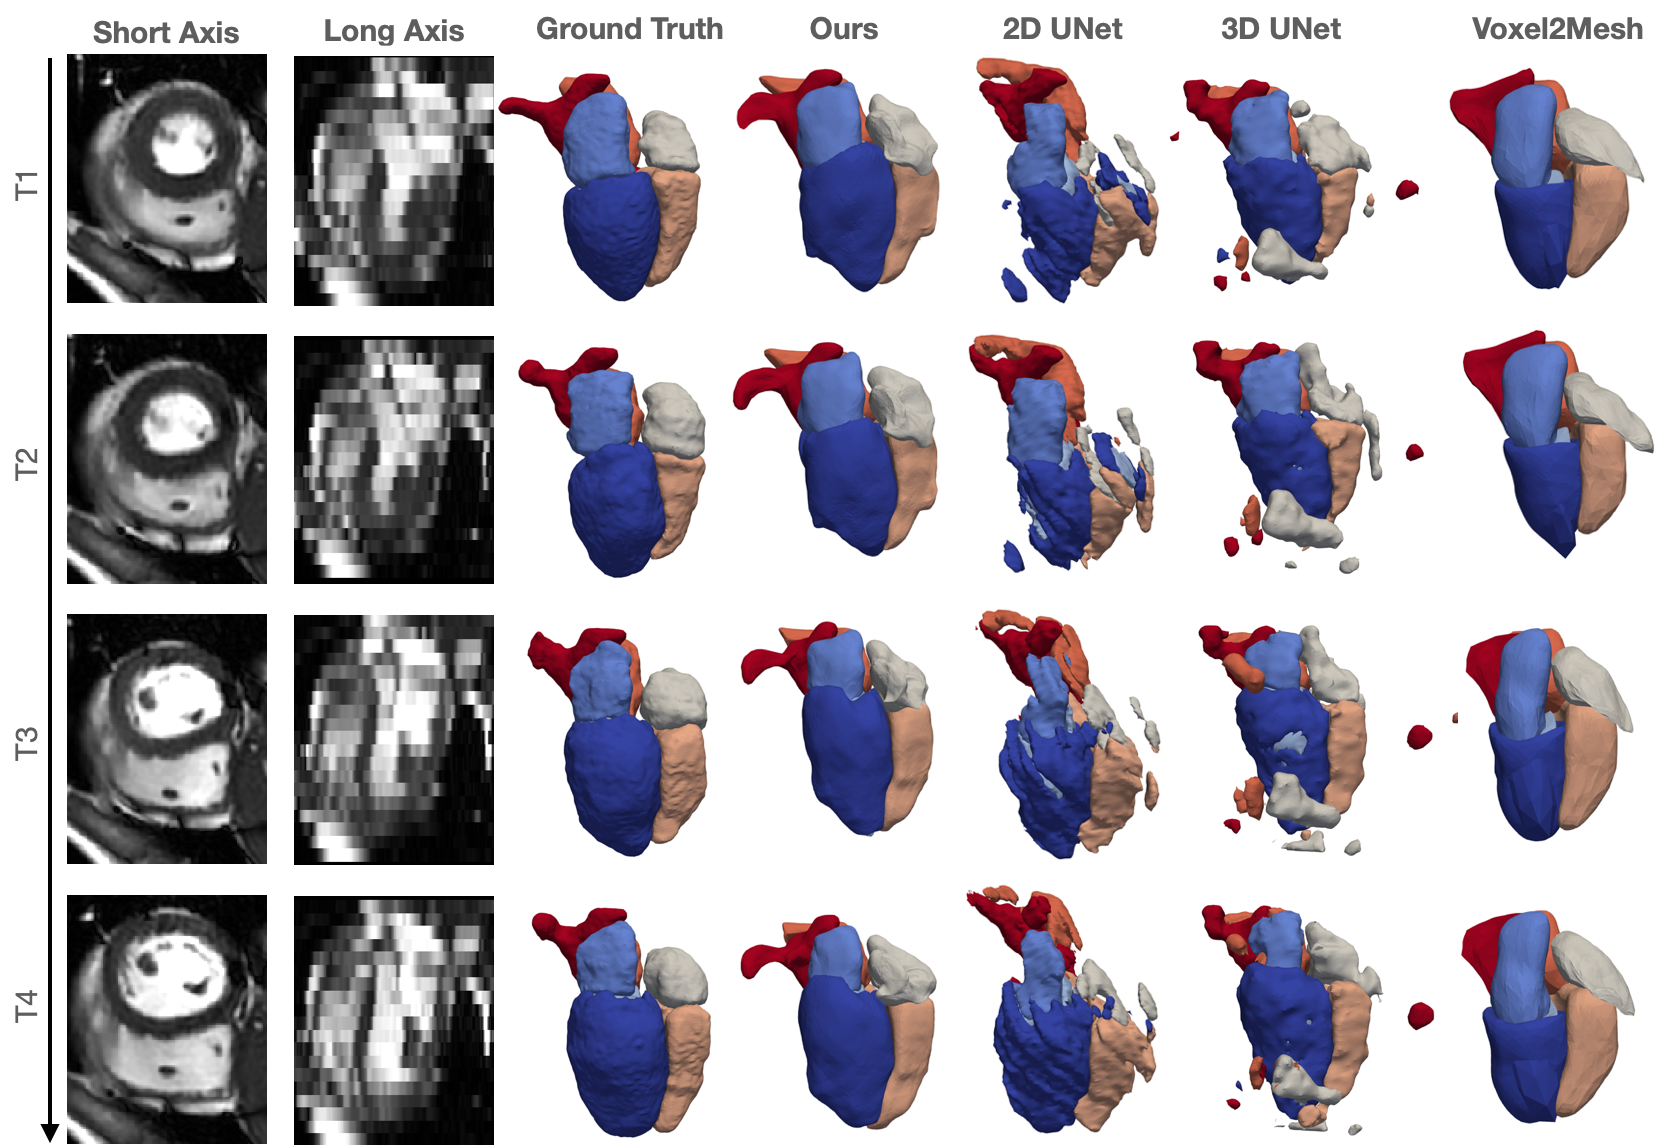 Short Axis
Long Axis
Ground Truth
Ours
2D UNet
3D UNet
Voxel2Mesh
T1
T2
T3
T4